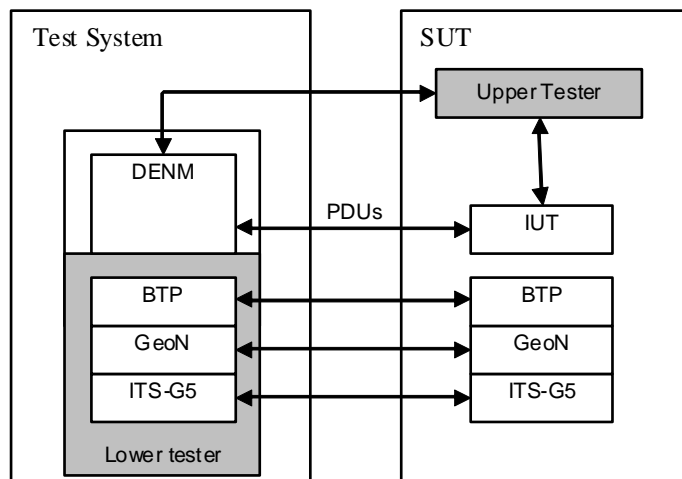 Test System
SUT
Upper Tester
DENM
PDUs
IUT
BTP
BTP
GeoN
GeoN
ITS-G5
ITS-G5
Lower tester